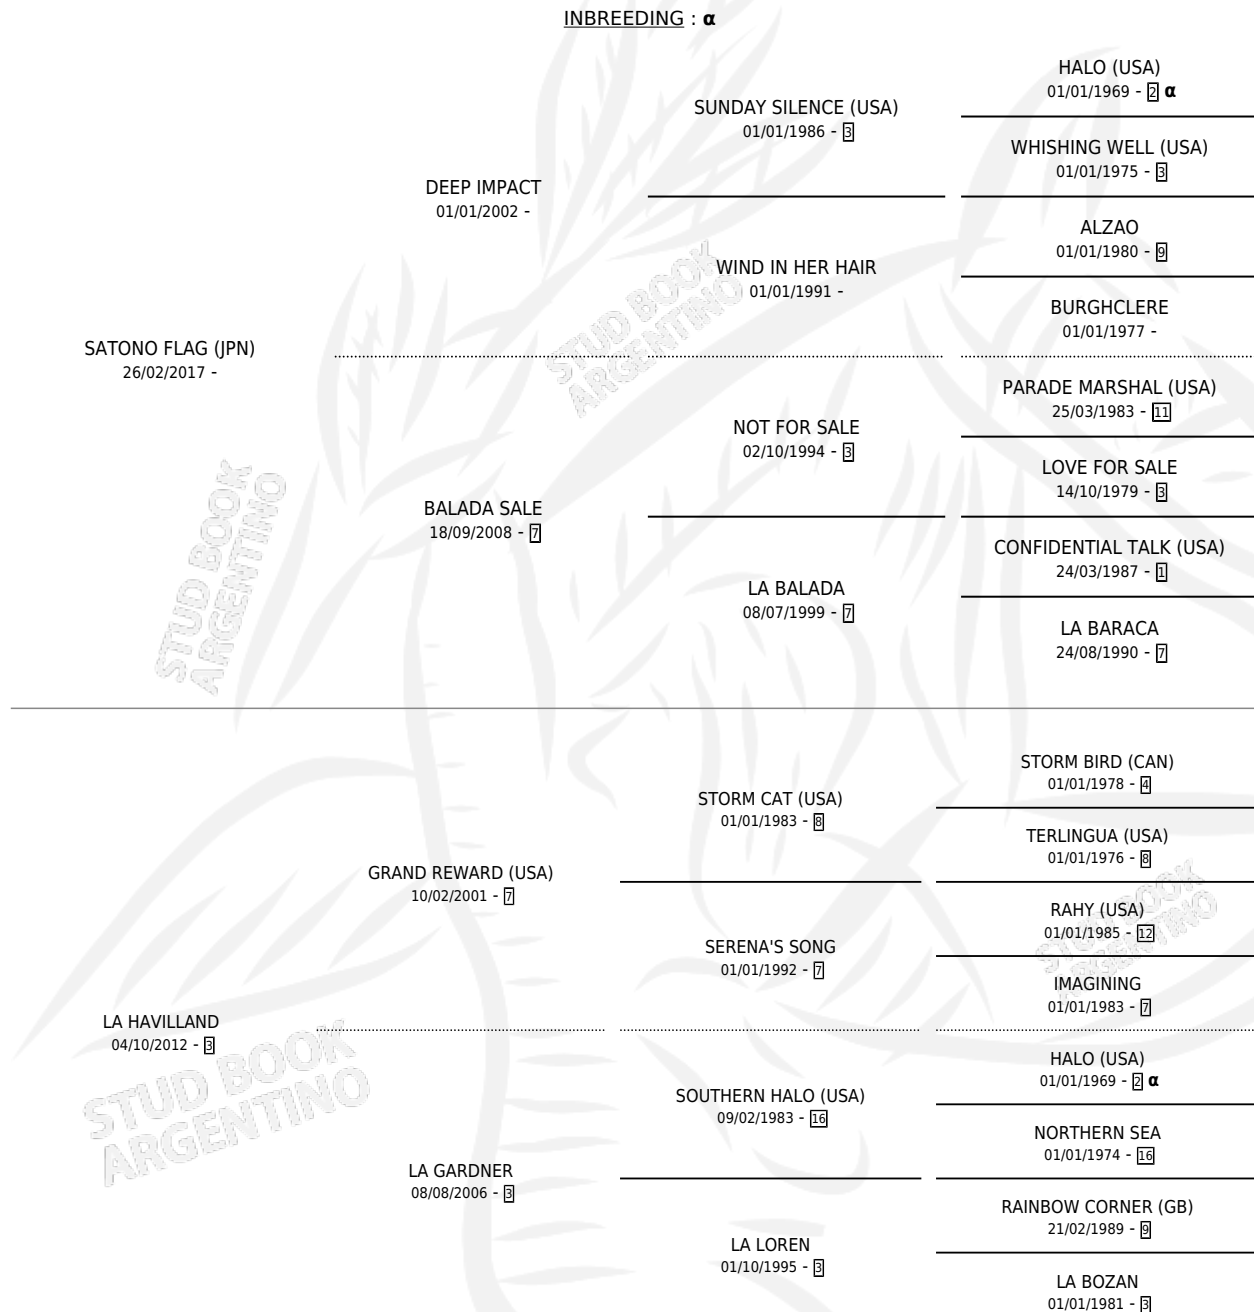 INBREEDING : α
HALO (USA)
01/01/1969 - 2 α
SUNDAY SILENCE (USA)
01/01/1986 - 3
WHISHING WELL (USA)
01/01/1975 - 3
DEEP IMPACT
01/01/2002 -
ALZAO
01/01/1980 - 9
WIND IN HER HAIR
01/01/1991 -
BURGHCLERE
01/01/1977 -
SATONO FLAG (JPN)
26/02/2017 -
PARADE MARSHAL (USA)
25/03/1983 - 11
NOT FOR SALE
02/10/1994 - 3
LOVE FOR SALE
14/10/1979 - 3
BALADA SALE
18/09/2008 - 7
CONFIDENTIAL TALK (USA)
24/03/1987 - 1
LA BALADA
08/07/1999 - 7
LA BARACA
24/08/1990 - 7
STORM BIRD (CAN)
01/01/1978 - 4
STORM CAT (USA)
01/01/1983 - 8
TERLINGUA (USA)
01/01/1976 - 8
GRAND REWARD (USA)
10/02/2001 - 7
RAHY (USA)
01/01/1985 - 12
SERENA'S SONG
01/01/1992 - 7
IMAGINING
01/01/1983 - 7
LA HAVILLAND
04/10/2012 - 3
HALO (USA)
01/01/1969 - 2 α
SOUTHERN HALO (USA)
09/02/1983 - 16
NORTHERN SEA
01/01/1974 - 16
LA GARDNER
08/08/2006 - 3
RAINBOW CORNER (GB)
21/02/1989 - 9
LA LOREN
01/10/1995 - 3
LA BOZAN
01/01/1981 - 3
STUD BOOK
ARGENTINO
STUD BOOK
ARGENTINO
STUD BOOK
ARGENTINO
STUD BOOK
ARGENTINO